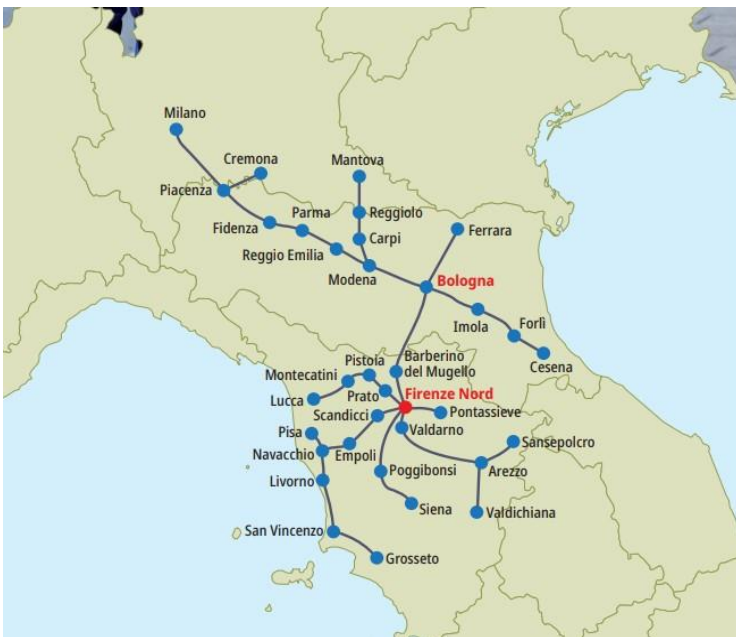 Milano
Cremona
Mantova
Piacenza
Parma
Reggiolo
Fidenza
Ferrara
Carpi
Reggio Emilia
Modena
Bologna
Imola
Forlì
Pistoia
Barberino
del Mugello
Cesena
Montecatini
Prato
Firenze Nord
Lucca
Scandicci
Pontassieve
Pisa
Valdarno
Sansepolcro
Navacchio
Empoli
Poggibonsi
Arezzo
Livorno
Siena
Valdichiana
San Vincenzo
Grosseto